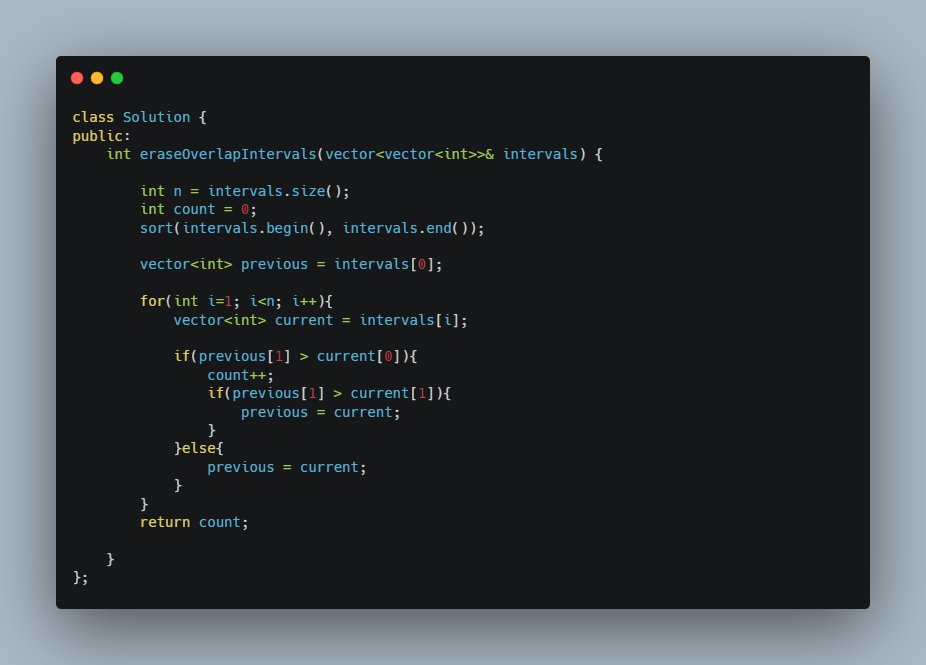 class Solution {
public:
    int eraseOverlapIntervals(vector<vector<int>>& intervals) {
        int n = intervals.size();
        int count = 0;
        sort(intervals.begin(), intervals.end());
        vector<int> previous = intervals[0];
        for(int i=1; i<n; i++){
            vector<int> current = intervals[i];
            if(previous[1] > current[0]){
                count++;
                if(previous[1] > current[1]){
                    previous = current;
                }
            }else{
                previous = current;
            }
        }
        return count;
    }
};